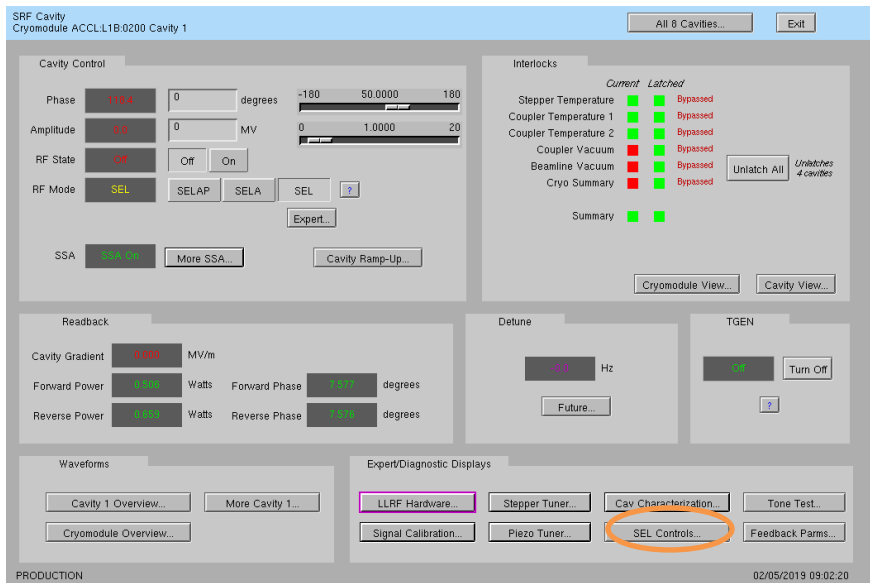 SRF Cavity
Cryomodule ACCL:L1B:0200 Cavity 1
All 8 Cavities...
Exit
Cavity Control
Phase 110.4 0 degrees -180 50.0000 180
Amplitude 0.0 0 MV 0 1.0000 20
RF State Off Off On
RF Mode SEL SELAP SELA SEL ?
Expert...
SSA SSA On More SSA... Cavity Ramp-Up...
Interlocks
Current Latched
Stepper Temperature Bypassed
Coupler Temperature 1 Bypassed
Coupler Temperature 2 Bypassed
Coupler Vacuum Bypassed
Beamline Vacuum Bypassed
Cryo Summary Bypassed
Unlatch All
Unlatches
4 cavities
Summary
Cryomodule View... Cavity View...
Readback
Cavity Gradient 0.000 MV/m
Forward Power 0.506 Watts Forward Phase 7.577 degrees
Reverse Power 0.659 Watts Reverse Phase 7.576 degrees
Detune
Hz
Future...
TGEN
Off Turn Off
?
Waveforms
Cavity 1 Overview... More Cavity 1...
Cryomodule Overview...
Expert/Diagnostic Displays
LLRF Hardware... Stepper Tuner... Cav Characterization... Tone Test...
Signal Calibration... Piezo Tuner... SEL Controls... Feedback Parms...
PRODUCTION
02/05/2019 09:02:20